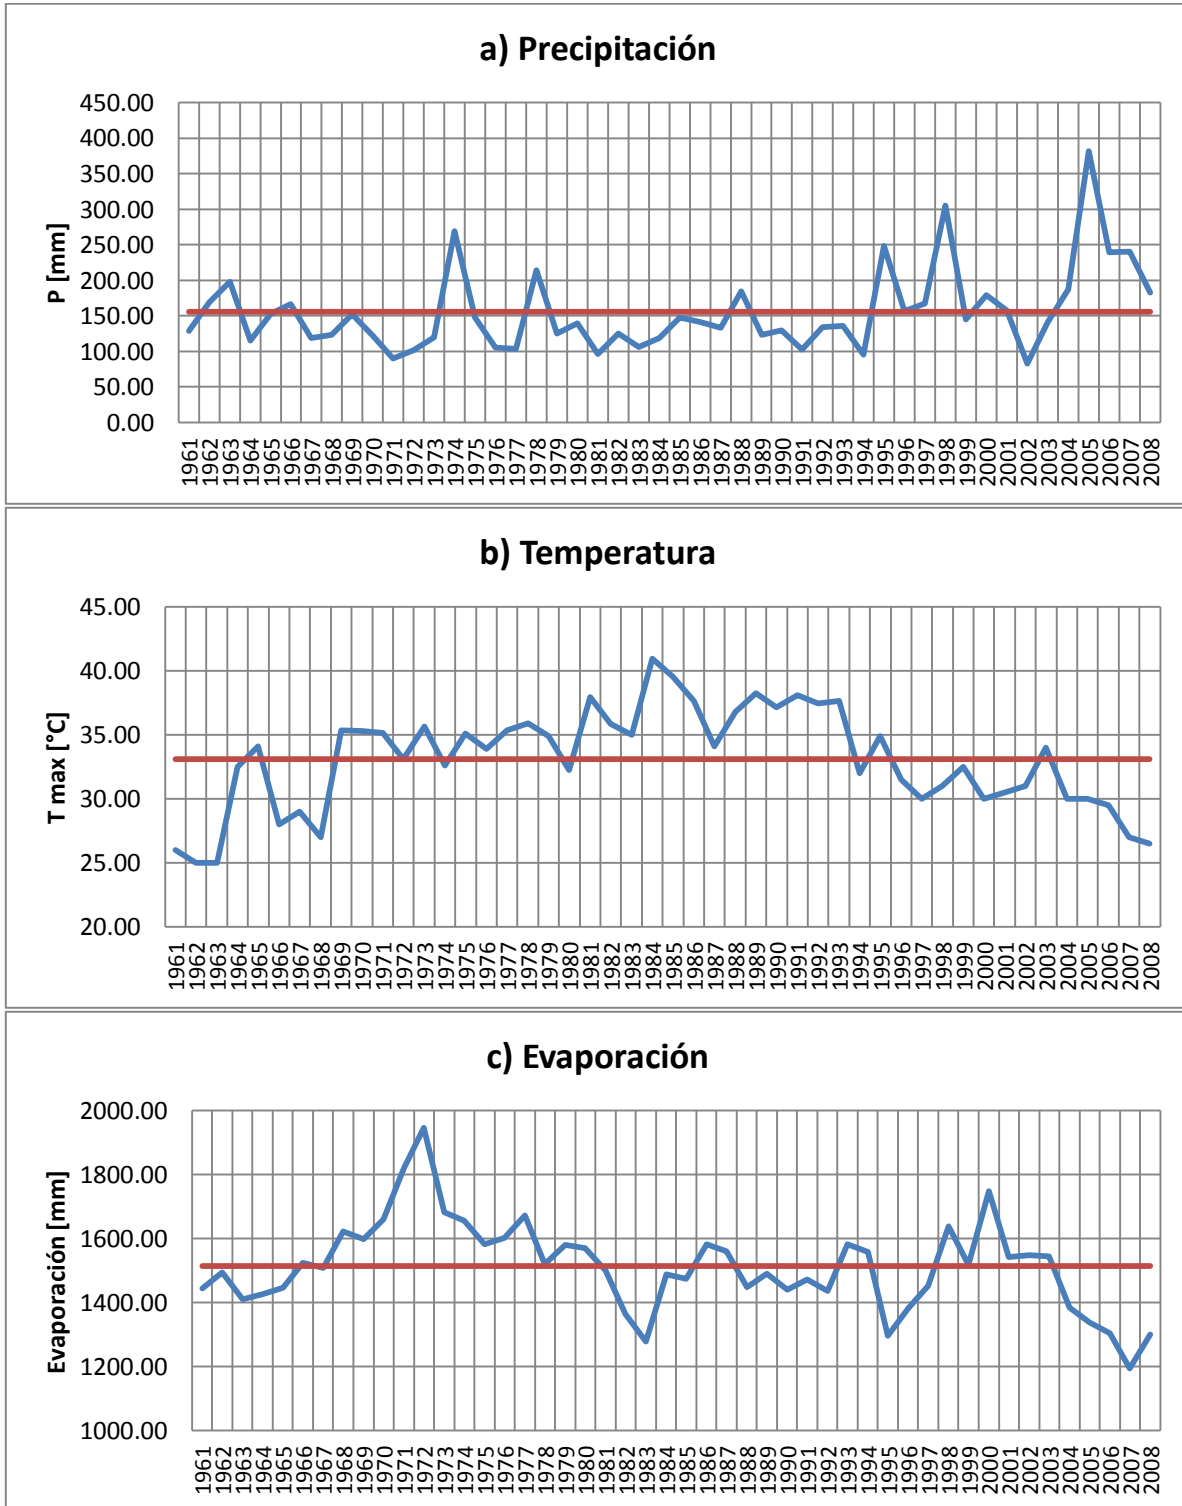 a) Precipitación
P [mm]
450.00
400.00
350.00
300.00
250.00
200.00
150.00
100.00
50.00
0.00
1961 1962 1963 1964 1965 1966 1967 1968 1969 1970 1971 1972 1973 1974 1975 1976 1977 1978 1979 1980 1981 1982 1983 1984 1985 1986 1987 1988 1989 1990 1991 1992 1993 1994 1995 1996 1997 1998 1999 2000 2001 2002 2003 2004 2005 2006 2007 2008
b) Temperatura
T max [°C]
45.00
40.00
35.00
30.00
25.00
20.00
1961 1962 1963 1964 1965 1966 1967 1968 1969 1970 1971 1972 1973 1974 1975 1976 1977 1978 1979 1980 1981 1982 1983 1984 1985 1986 1987 1988 1989 1990 1991 1992 1993 1994 1995 1996 1997 1998 1999 2000 2001 2002 2003 2004 2005 2006 2007 2008
c) Evaporación
Evaporación [mm]
2000.00
1800.00
1600.00
1400.00
1200.00
1000.00
1961 1962 1963 1964 1965 1966 1967 1968 1969 1970 1971 1972 1973 1974 1975 1976 1977 1978 1979 1980 1981 1982 1983 1984 1985 1986 1987 1988 1989 1990 1991 1992 1993 1994 1995 1996 1997 1998 1999 2000 2001 2002 2003 2004 2005 2006 2007 2008